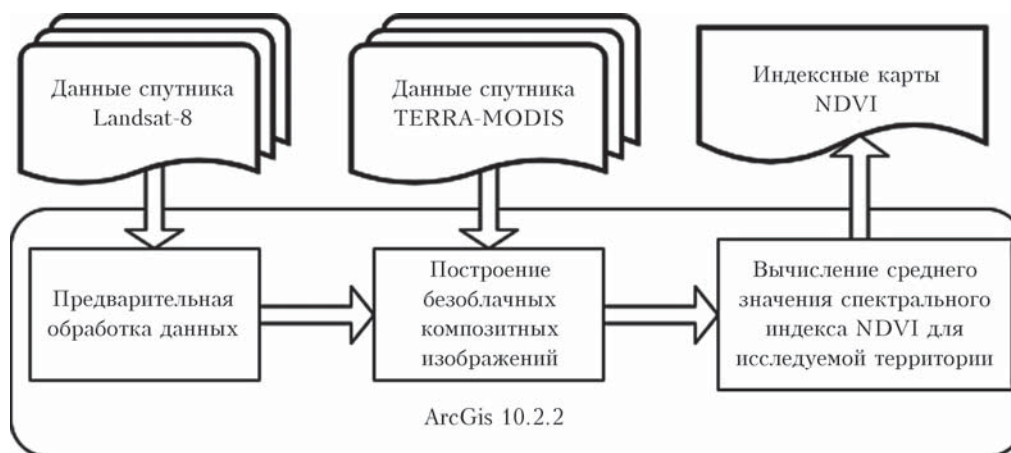 Данные спутника
Landsat-8
Данные спутника
TERRA-MODIS
Индексные карты
NDVI
Предварительная
обработка данных
Построение
безоблачных
композитных
изображений
Вычисление среднего
значения спектрального
индекса NDVI для
исследуемой территории
ArcGis 10.2.2